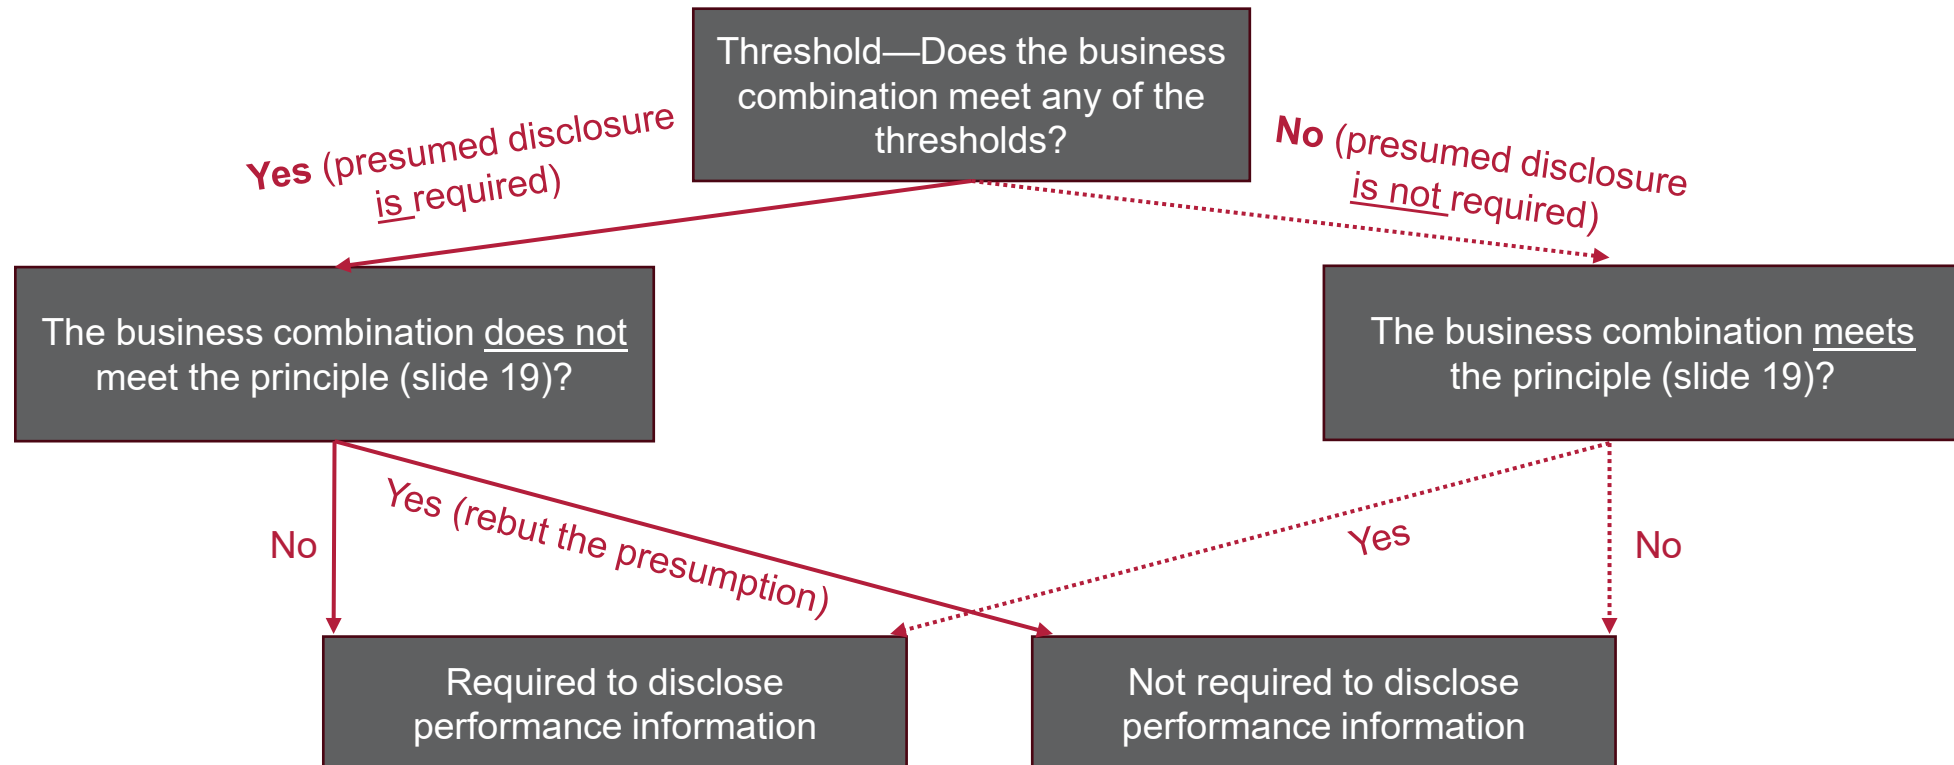 Threshold—Does the business
combination meet any of the
thresholds?
Yes (presumed disclosure
is required)
No (presumed disclosure
is not required)
The business combination does not
meet the principle (slide 19)?
The business combination meets
the principle (slide 19)?
No
Yes (rebut the presumption)
Yes
No
Required to disclose
performance information
Not required to disclose
performance information